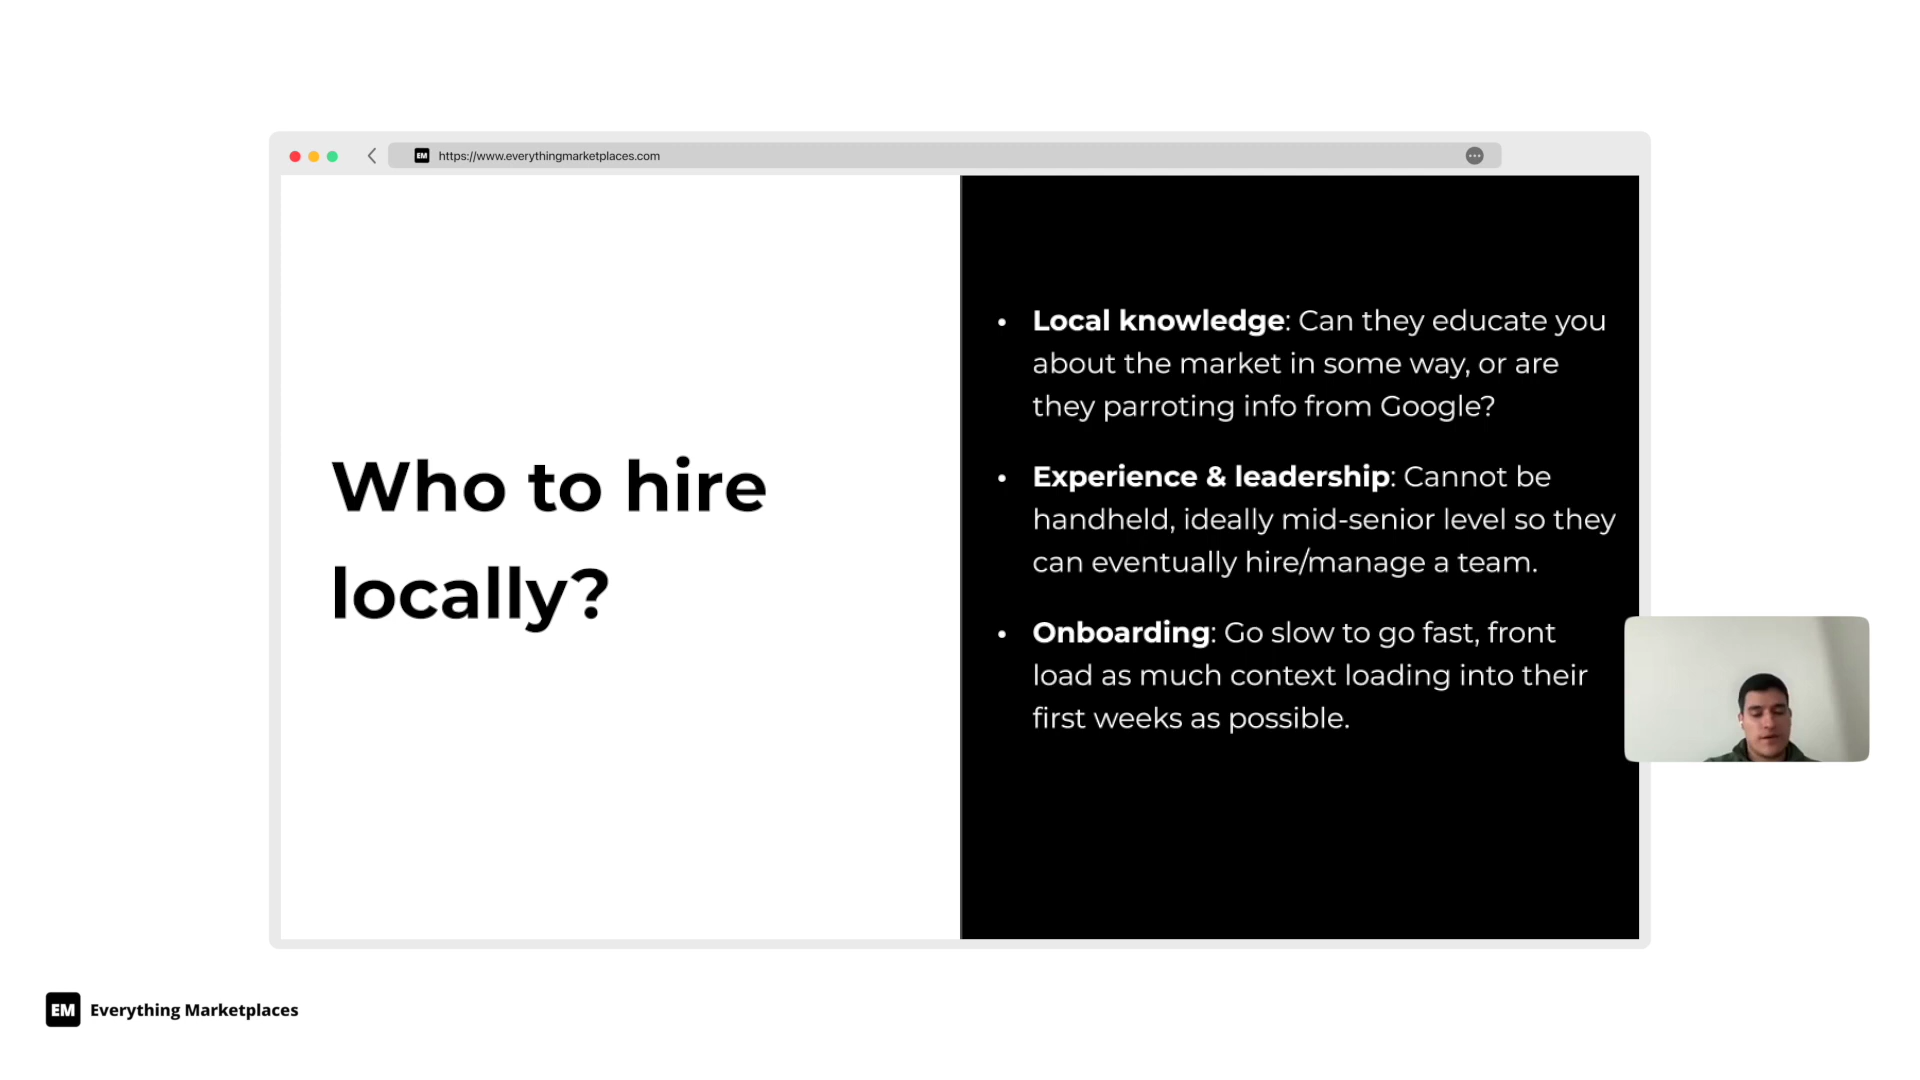 EM https://www.everythingmarketplaces.com
Who to hire
locally?
• Local knowledge: Can they educate you
about the market in some way, or are
they parroting info from Google?
• Experience & leadership: Cannot be
handheld, ideally mid-senior level so they
can eventually hire/manage a team.
• Onboarding: Go slow to go fast, front
load as much context loading into their
first weeks as possible.
EM Everything Marketplaces